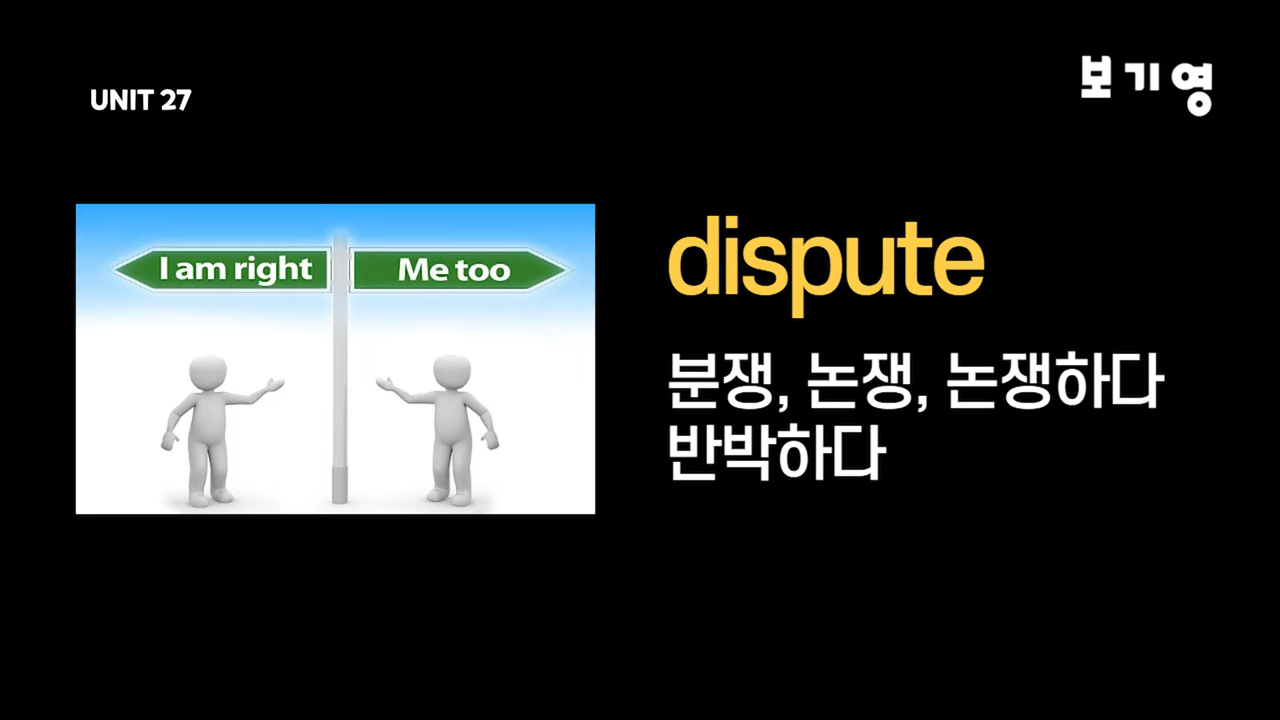 UNIT 27
보기영
I am right
Me too
dispute
분쟁, 논쟁, 논쟁하다
반박하다